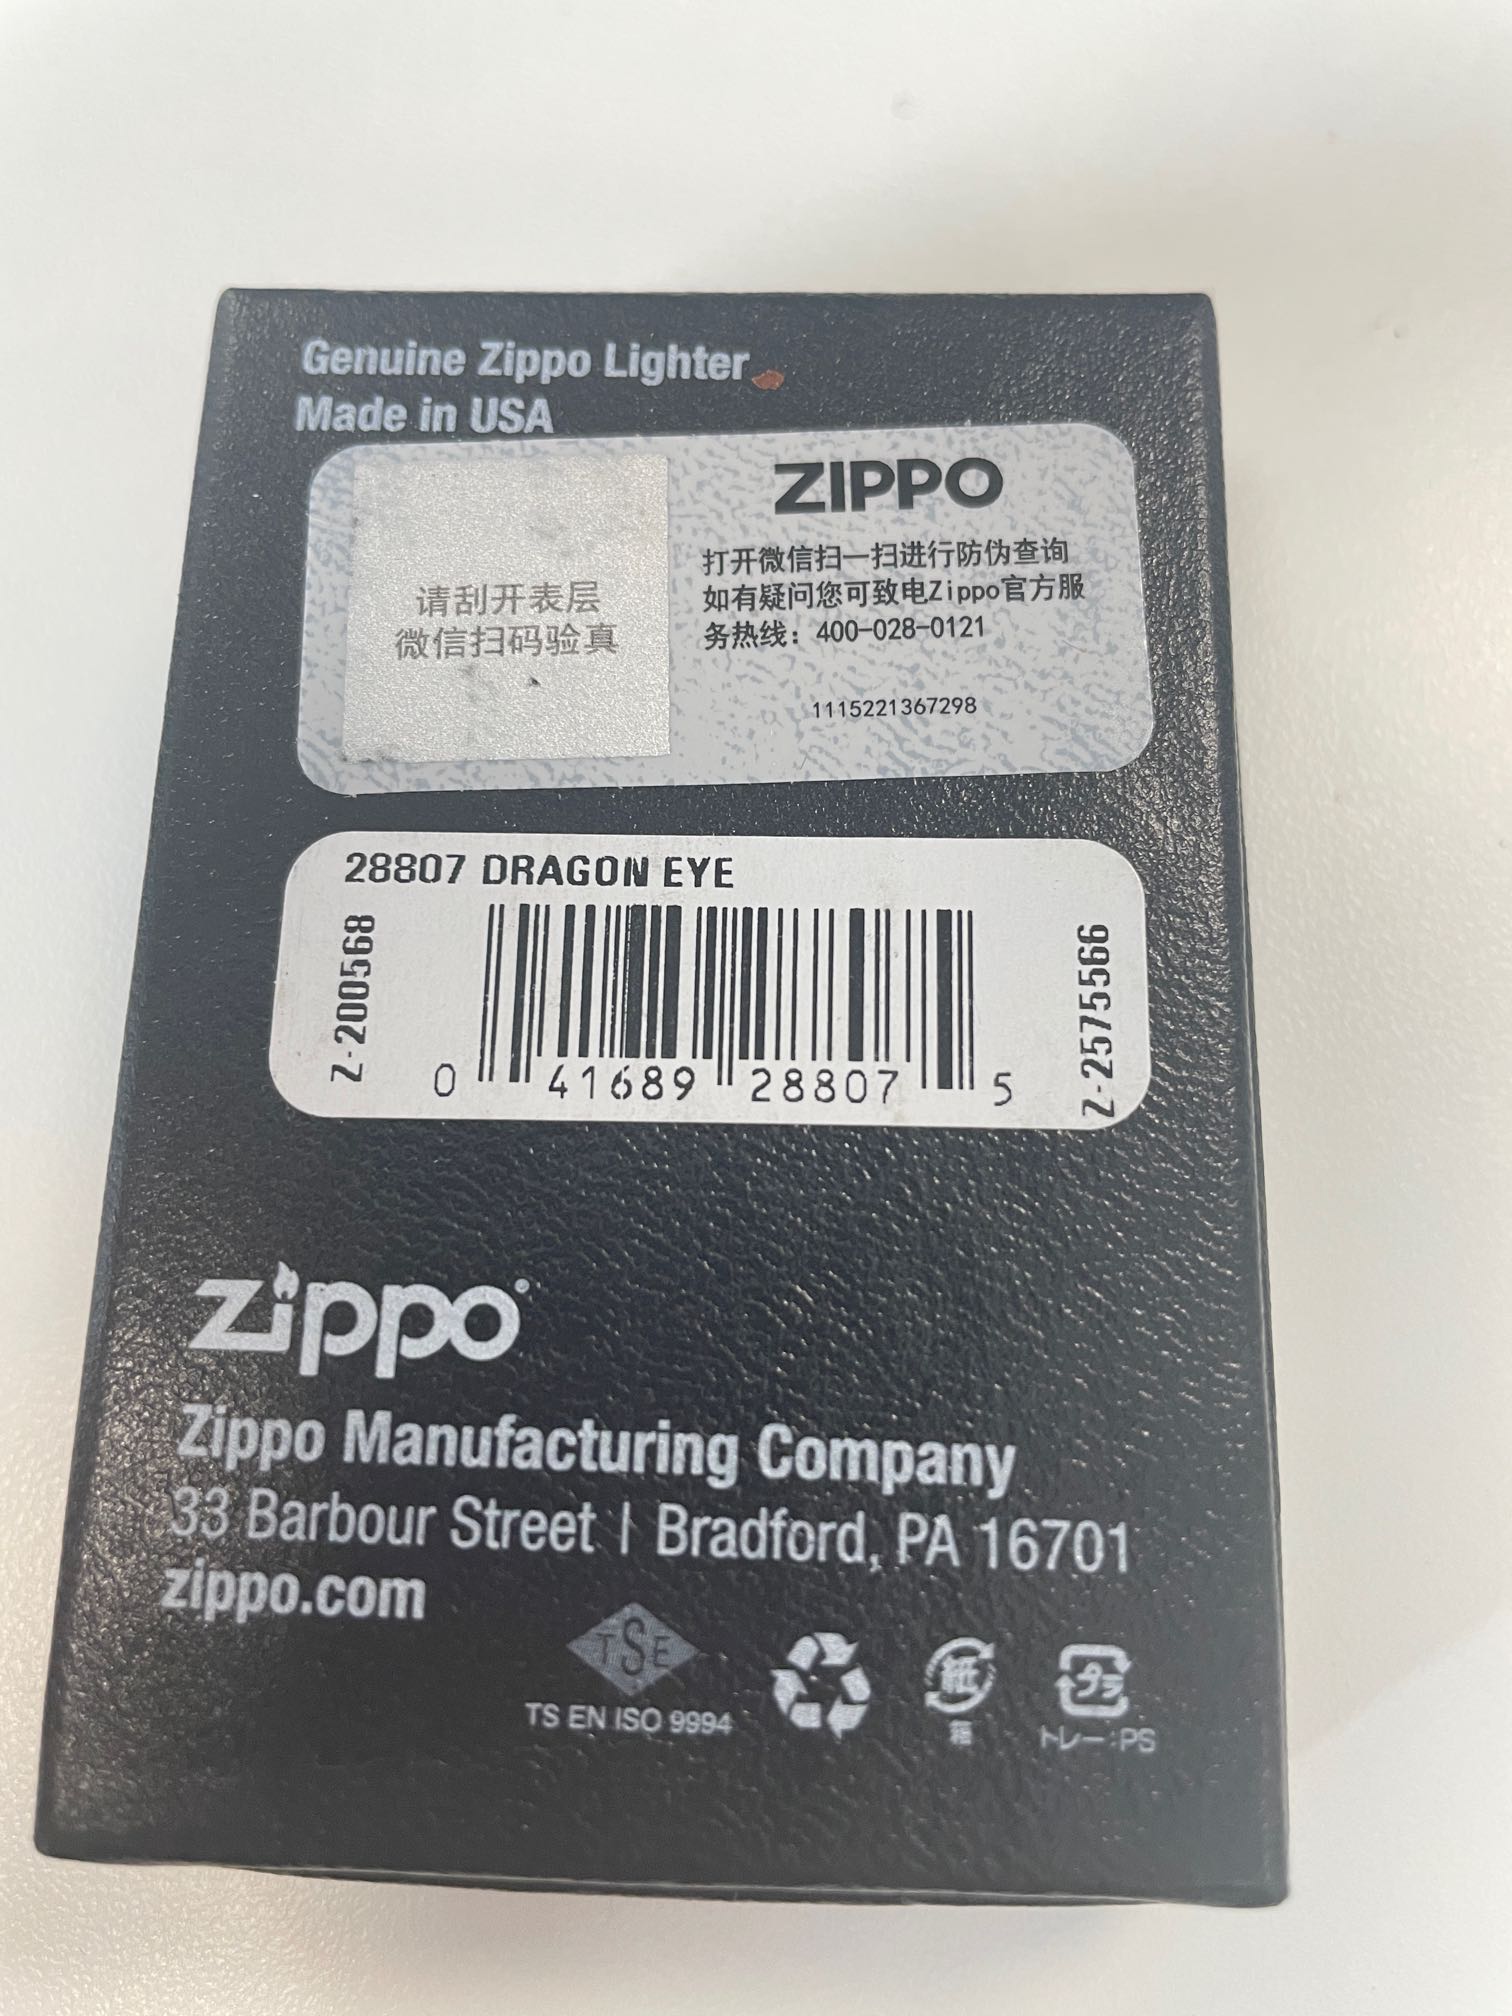 Genuine Zippo Lighter
Made in USA
请刮开表层
微信扫码验真
ZIPPO
打开微信扫一扫进行防伪查询
如有疑问您可致电Zippo官方服
务热线：400-028-0121
1115221367298
28807 DRAGON EYE
Z-200568
0 41689 28807 5
Z-2575566
zippo
Zippo Manufacturing Company
33 Barbour Street | Bradford, PA 16701
zippo.com
TSE
TS EN ISO 9994
紙
箱
プラ
トレー:PS